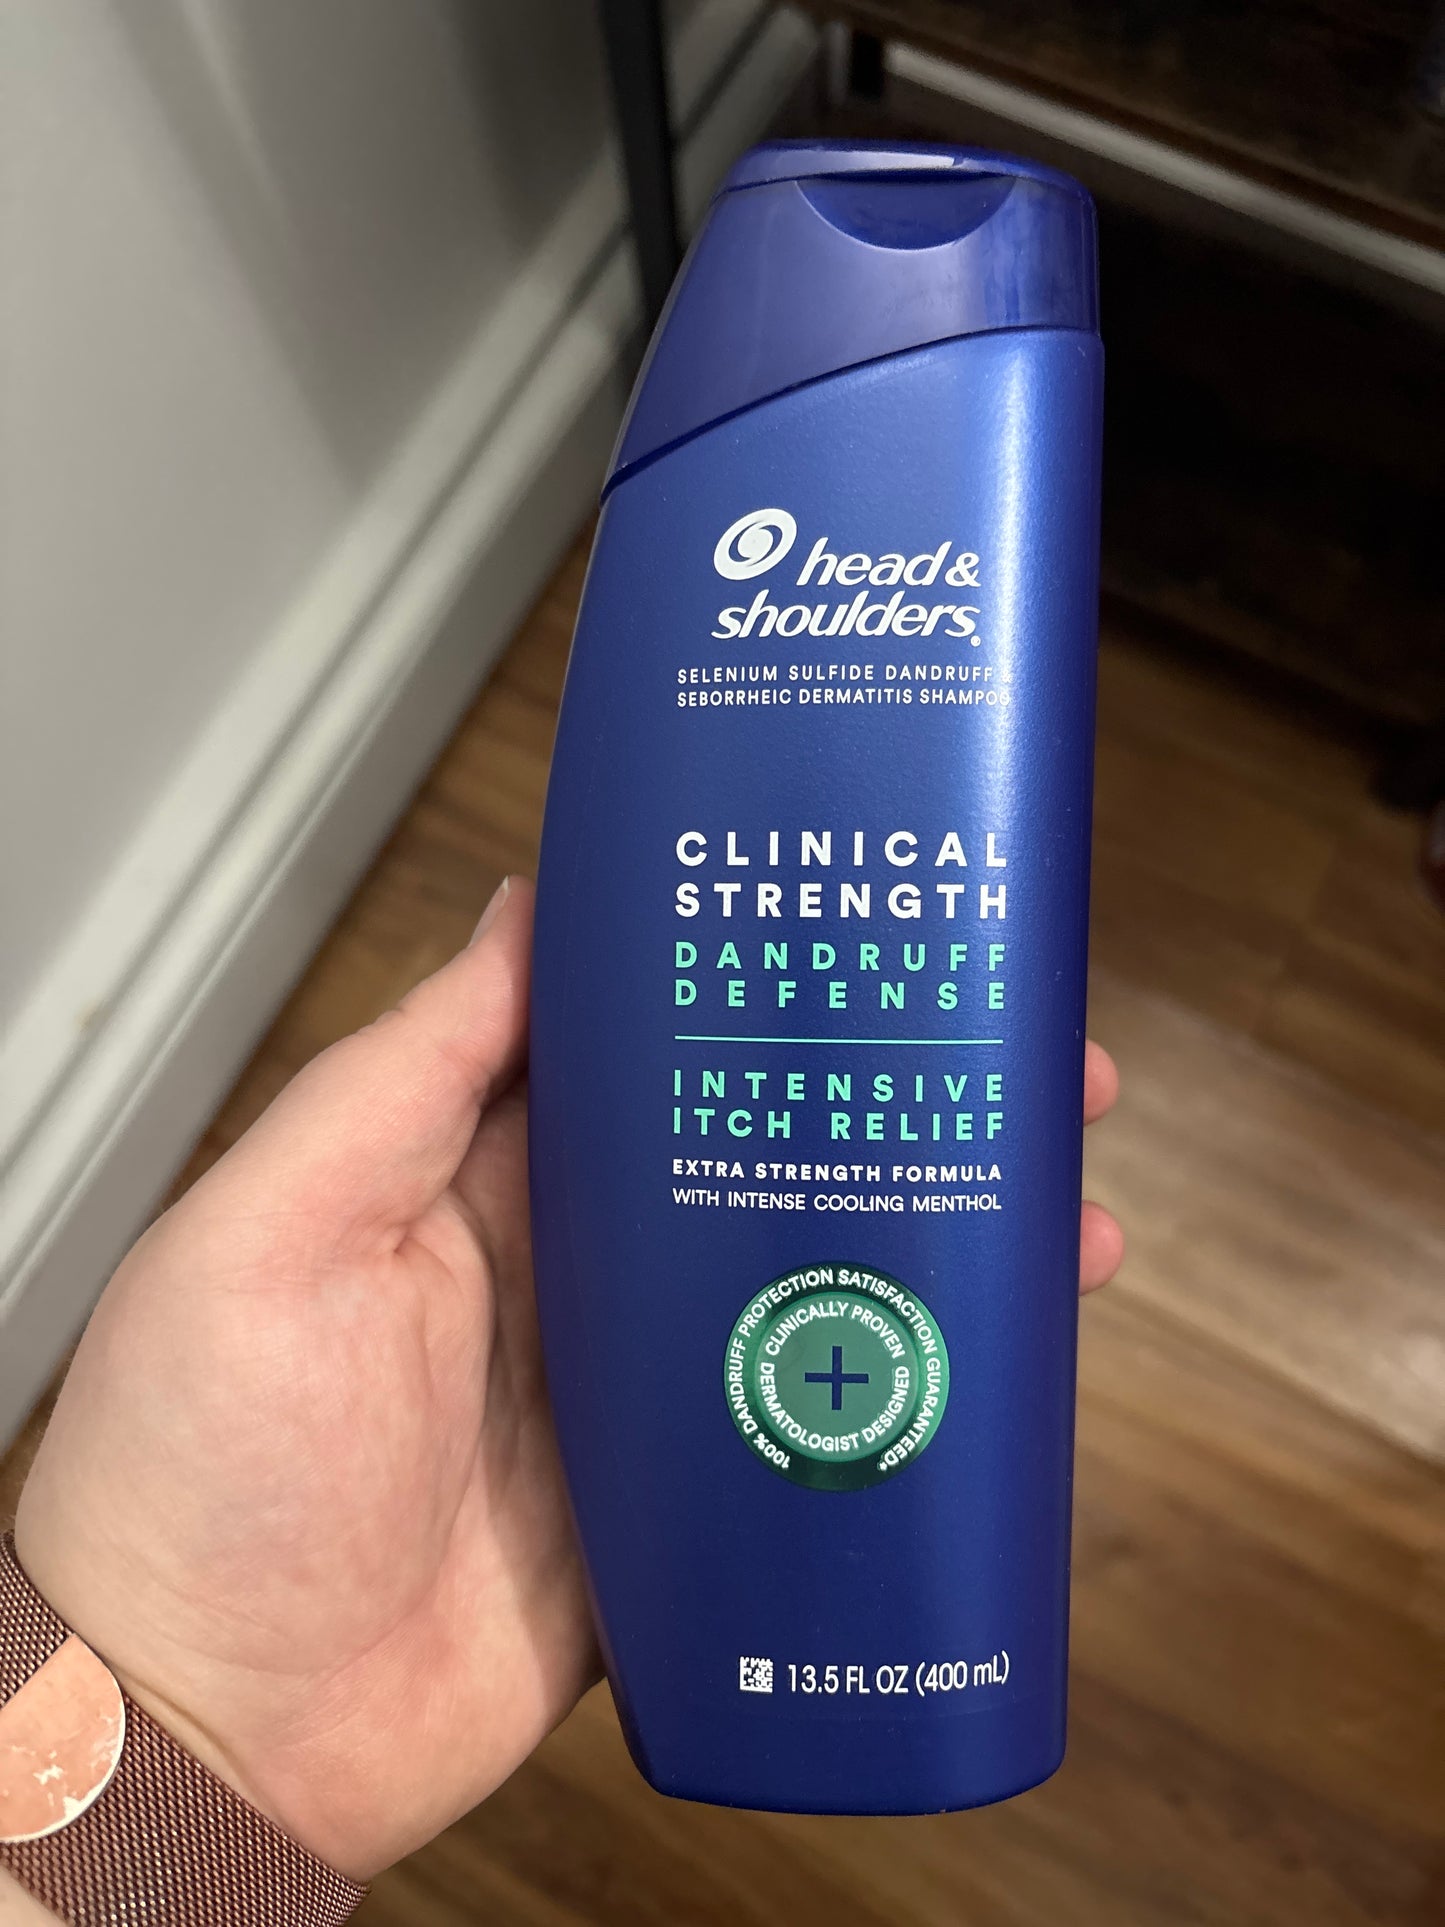 head &
shoulders®
SELENIUM SULFIDE DANDRUFF &
SEBORRHEIC DERMATITIS SHAMPOO
CLINICAL
STRENGTH
DANDRUFF
DEFENSE
INTENSIVE
ITCH RELIEF
EXTRA STRENGTH FORMULA
WITH INTENSE COOLING MENTHOL
100% DANDRUFF PROTECTION SATISFACTION GUARANTEED*
CLINICALLY PROVEN
DERMATOLOGIST DESIGNED
13.5 FL OZ (400 mL)